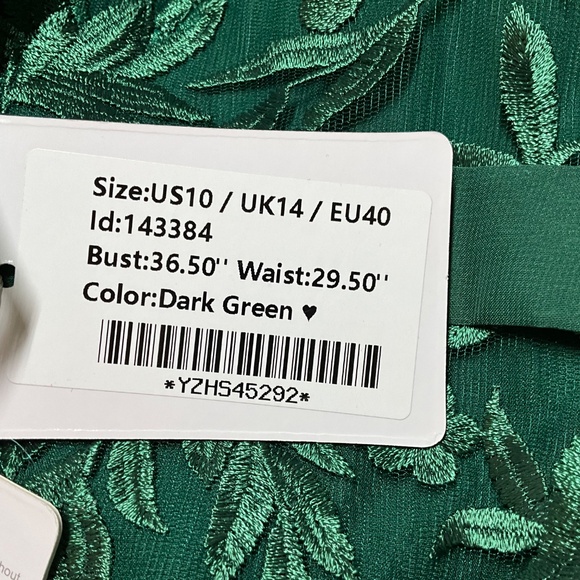 Size:US10 / UK14 / EU40
Id:143384
Bust:36.50'' Waist:29.50''
Color:Dark Green ♥
*YZHS45292*